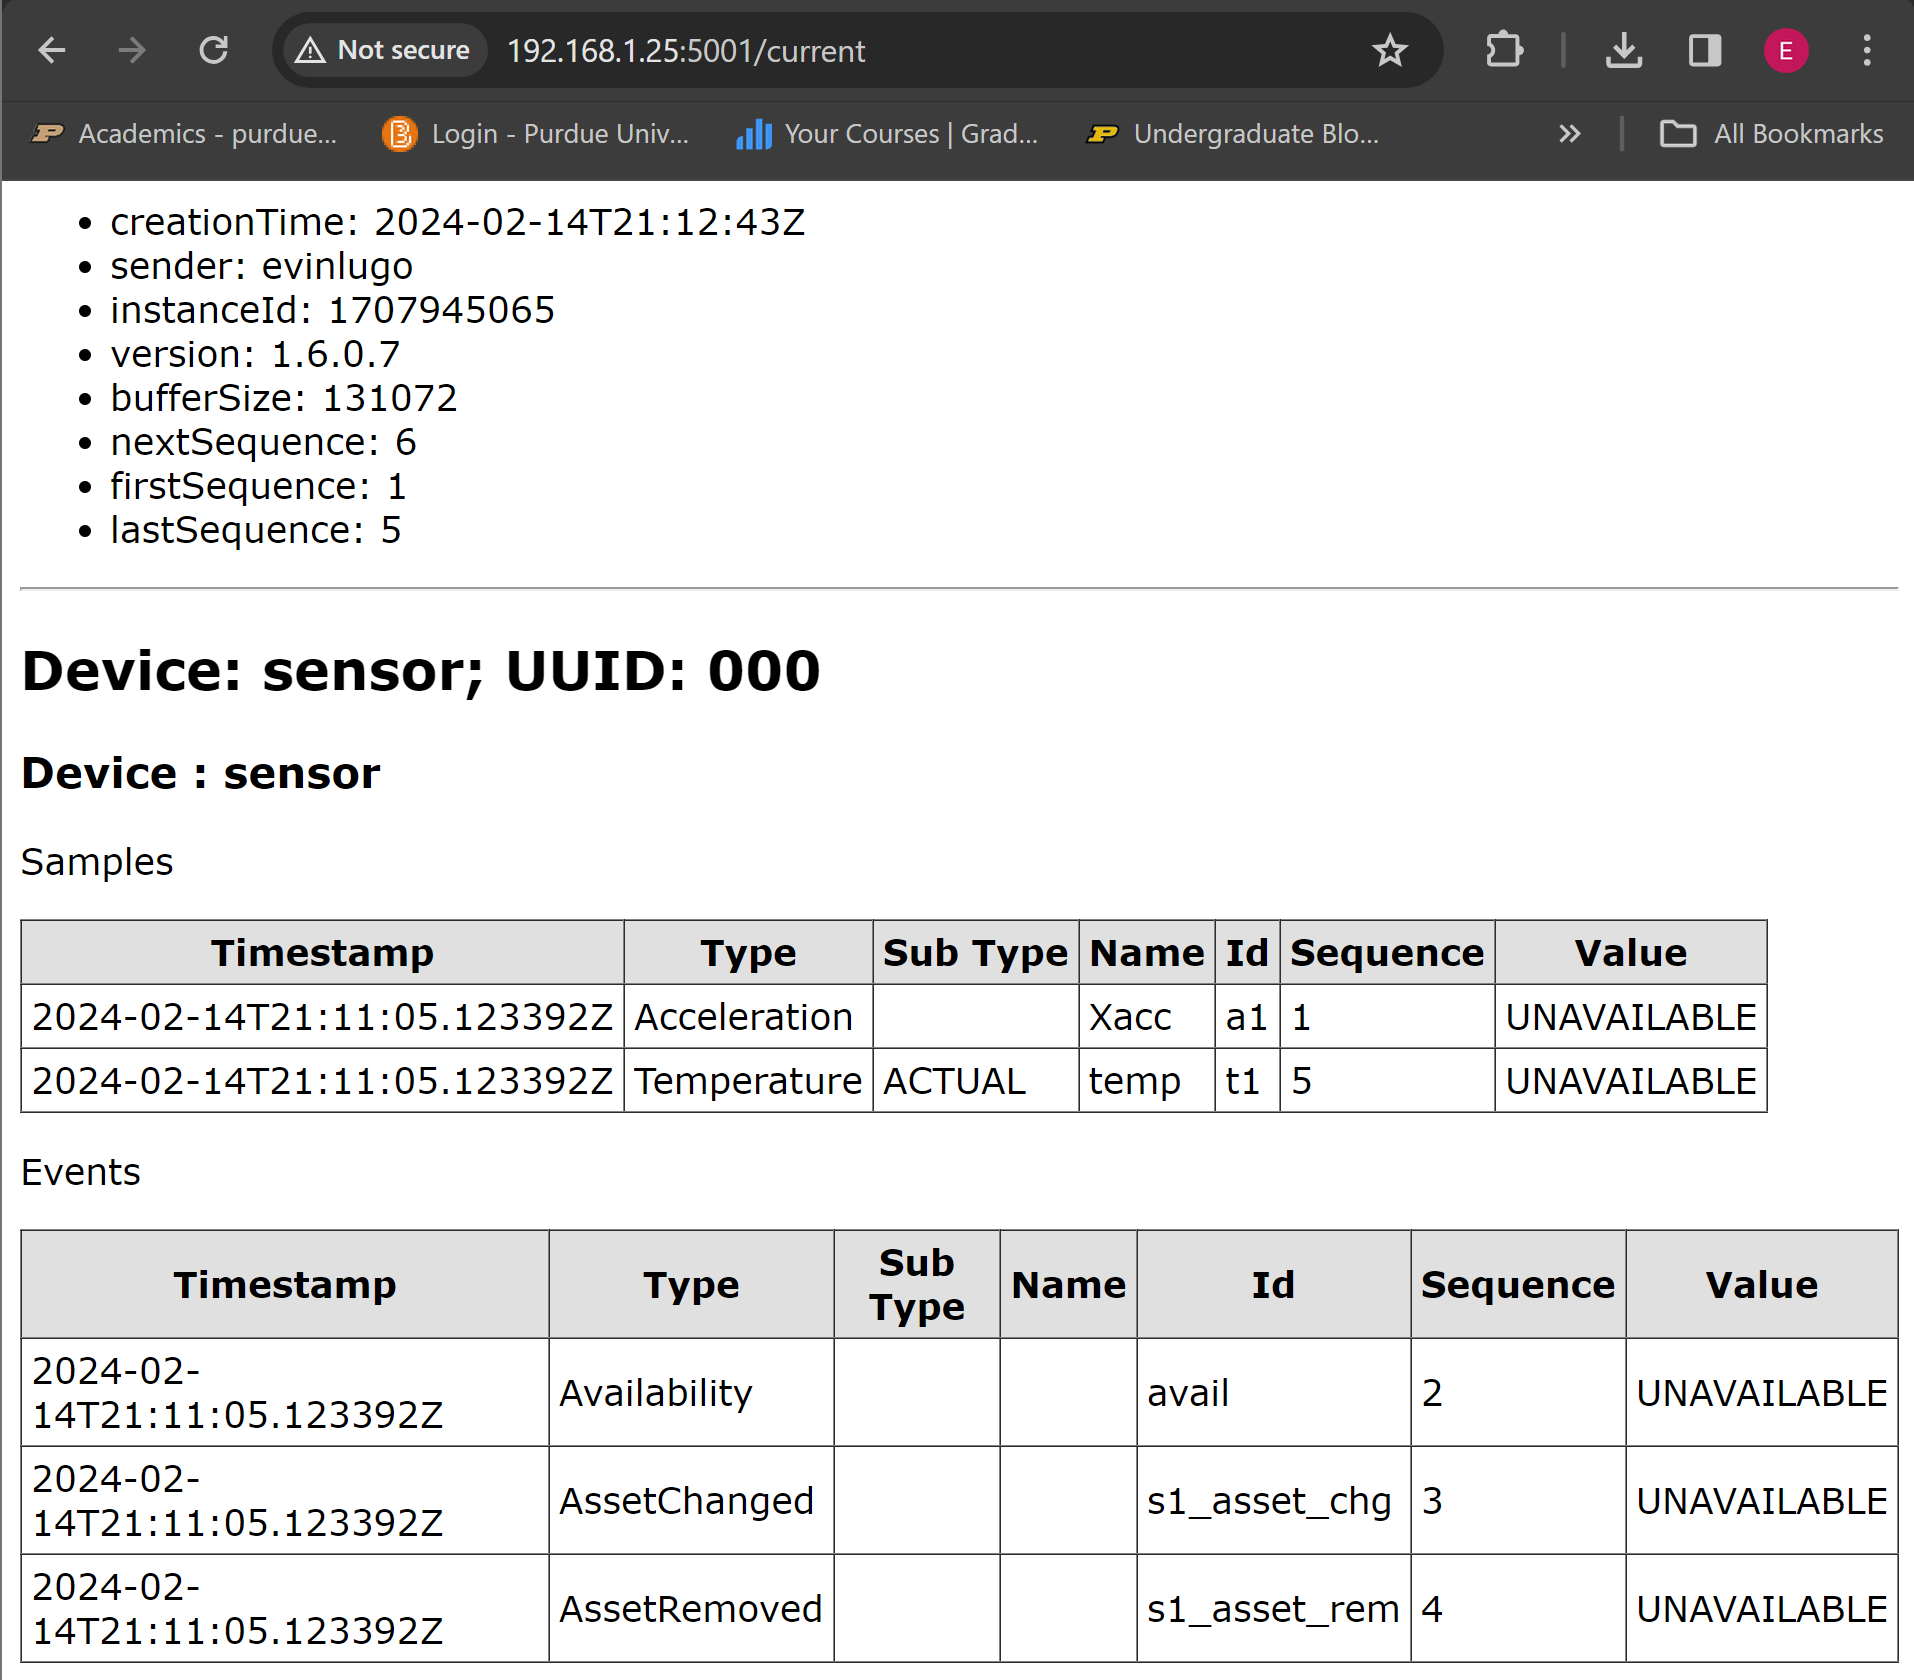 Not secure 192.168.1.25:5001/current E
Academics - purdue... Login - Purdue Univ... Your Courses | Grad... Undergraduate Blo... » All Bookmarks
• creationTime: 2024-02-14T21:12:43Z
• sender: evinlugo
• instanceId: 1707945065
• version: 1.6.0.7
• bufferSize: 131072
• nextSequence: 6
• firstSequence: 1
• lastSequence: 5
Device: sensor; UUID: 000
Device : sensor
Samples
Timestamp Type Sub Type Name Id Sequence Value
2024-02-14T21:11:05.123392Z Acceleration Xacc a1 1 UNAVAILABLE
2024-02-14T21:11:05.123392Z Temperature ACTUAL temp t1 5 UNAVAILABLE
Events
Timestamp Type Sub Type Name Id Sequence Value
2024-02-
14T21:11:05.123392Z Availability avail 2 UNAVAILABLE
2024-02-
14T21:11:05.123392Z AssetChanged s1_asset_chg 3 UNAVAILABLE
2024-02-
14T21:11:05.123392Z AssetRemoved s1_asset_rem 4 UNAVAILABLE